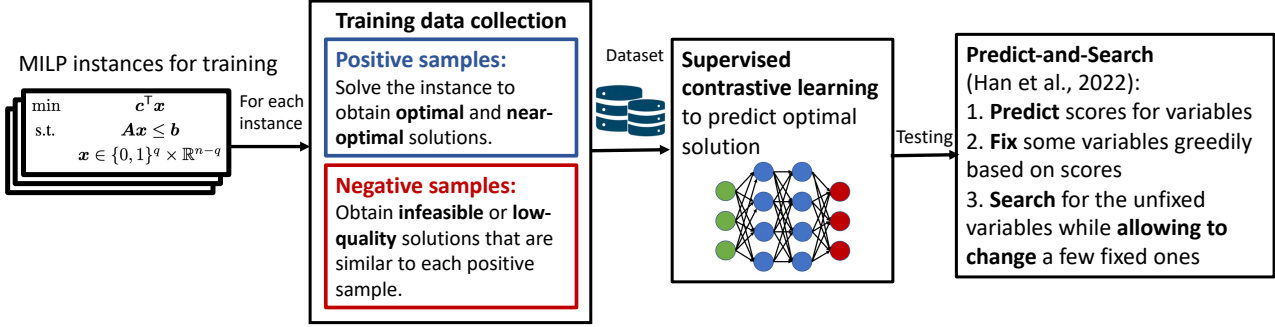 MILP instances for training
min c⊤x
s.t. Ax ≤ b
x ∈ {0, 1}^q × ℝ^{n−q}
For each
instance
Training data collection
Positive samples:
Solve the instance to
obtain optimal and near-
optimal solutions.
Negative samples:
Obtain infeasible or low-
quality solutions that are
similar to each positive
sample.
Dataset
Supervised
contrastive learning
to predict optimal
solution
Testing
Predict-and-Search
(Han et al., 2022):
1. Predict scores for variables
2. Fix some variables greedily
based on scores
3. Search for the unfixed
variables while allowing to
change a few fixed ones